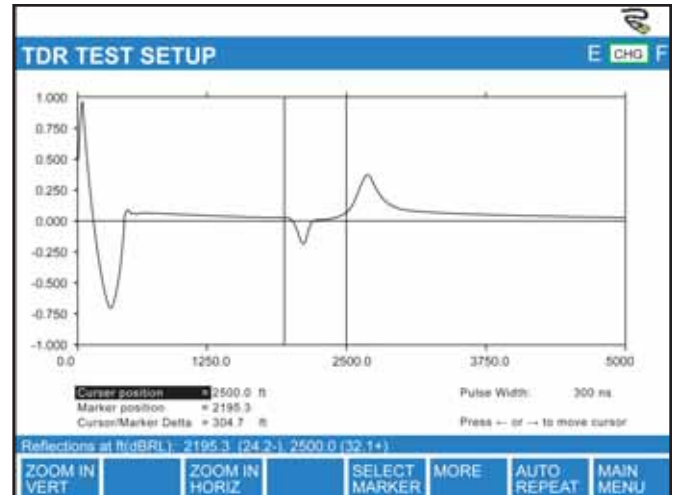 TDR TEST SETUP
E CHG F
1.000
0.750
0.500
0.250
0.000
-0.250
-0.500
-0.750
-1.000
0.0 1250.0 2500.0 3750.0 5000
Curser position = 2500.0 ft Pulse Width: 300 ns
Marker position = 2195.3
Cursor/Marker Delta = 304.7 ft Press ← or → to move cursor
Reflections at ft(dBRL): 2195.3 (24.2-), 2500.0 (32.1+)
ZOOM IN VERT ZOOM IN HORIZ SELECT MARKER MORE AUTO REPEAT MAIN MENU